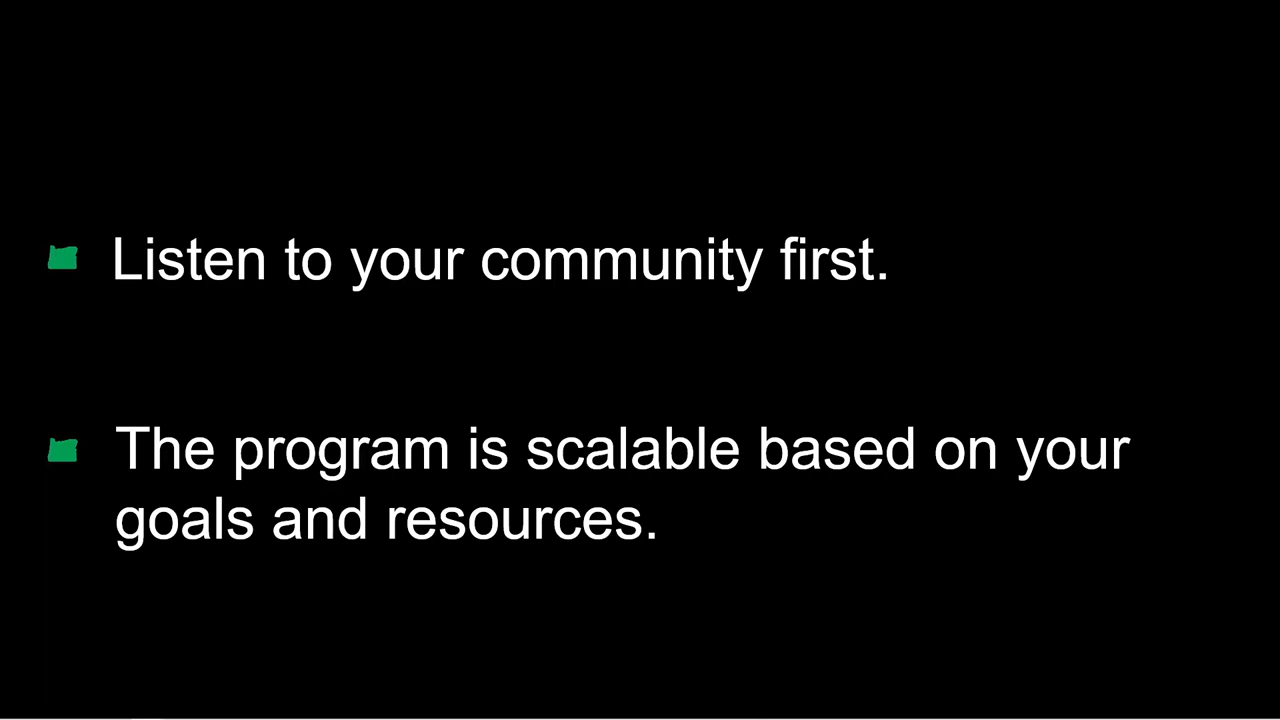 Listen to your community first.
The program is scalable based on your
goals and resources.